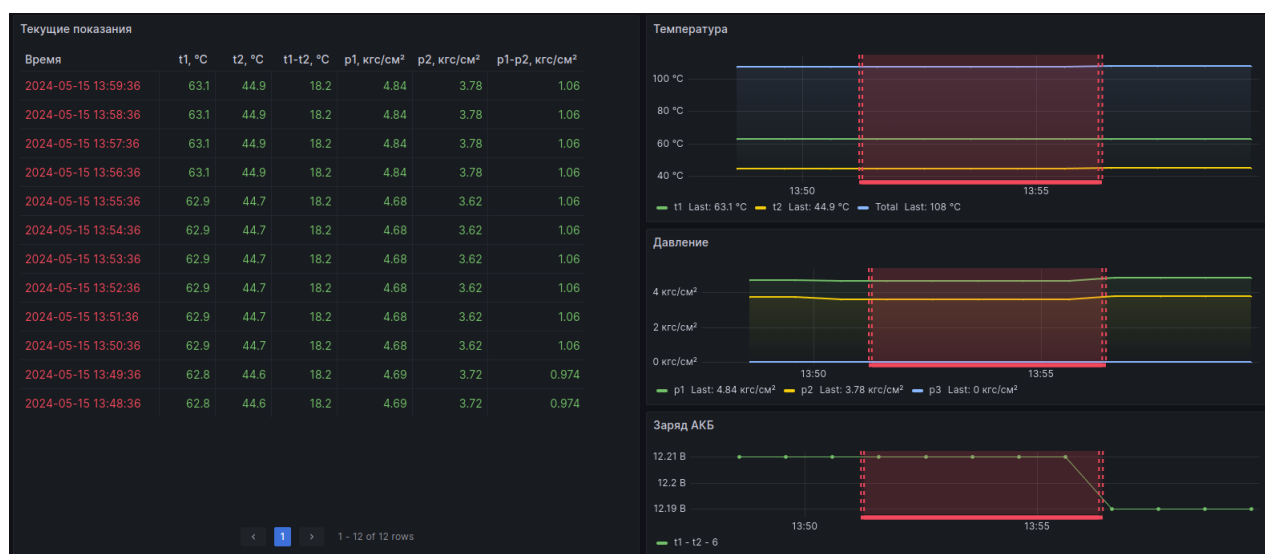 Текущие показания
Время t1, °C t2, °C t1-t2, °C p1, кгс/см² p2, кгс/см² p1-p2, кгс/см²
2024-05-15 13:59:36 63.1 44.9 18.2 4.84 3.78 1.06
2024-05-15 13:58:36 63.1 44.9 18.2 4.84 3.78 1.06
2024-05-15 13:57:36 63.1 44.9 18.2 4.84 3.78 1.06
2024-05-15 13:56:36 63.1 44.9 18.2 4.84 3.78 1.06
2024-05-15 13:55:36 62.9 44.7 18.2 4.68 3.62 1.06
2024-05-15 13:54:36 62.9 44.7 18.2 4.68 3.62 1.06
2024-05-15 13:53:36 62.9 44.7 18.2 4.68 3.62 1.06
2024-05-15 13:52:36 62.9 44.7 18.2 4.68 3.62 1.06
2024-05-15 13:51:36 62.9 44.7 18.2 4.68 3.62 1.06
2024-05-15 13:50:36 62.9 44.7 18.2 4.68 3.62 1.06
2024-05-15 13:49:36 62.8 44.6 18.2 4.69 3.72 0.974
2024-05-15 13:48:36 62.8 44.6 18.2 4.69 3.72 0.974
1
1 - 12 of 12 rows
Температура
100 °C
80 °C
60 °C
40 °C
13:50 13:55
t1 Last: 63.1 °C t2 Last: 44.9 °C Total Last: 108 °C
Давление
4 кгс/см²
2 кгс/см²
0 кгс/см²
13:50 13:55
p1 Last: 4.84 кгс/см² p2 Last: 3.78 кгс/см² p3 Last: 0 кгс/см²
Заряд АКБ
12.21 В
12.2 В
12.19 В
13:50 13:55
t1 - t2 - 6